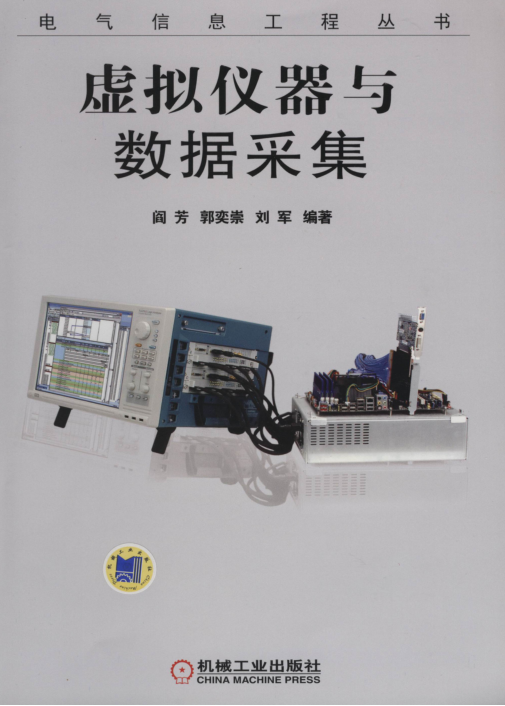 电气信息工程丛书
虚拟仪器与
数据采集
阎 芳 郭奕崇 刘 军 编著
机械工业出版社
CHINA MACHINE PRESS